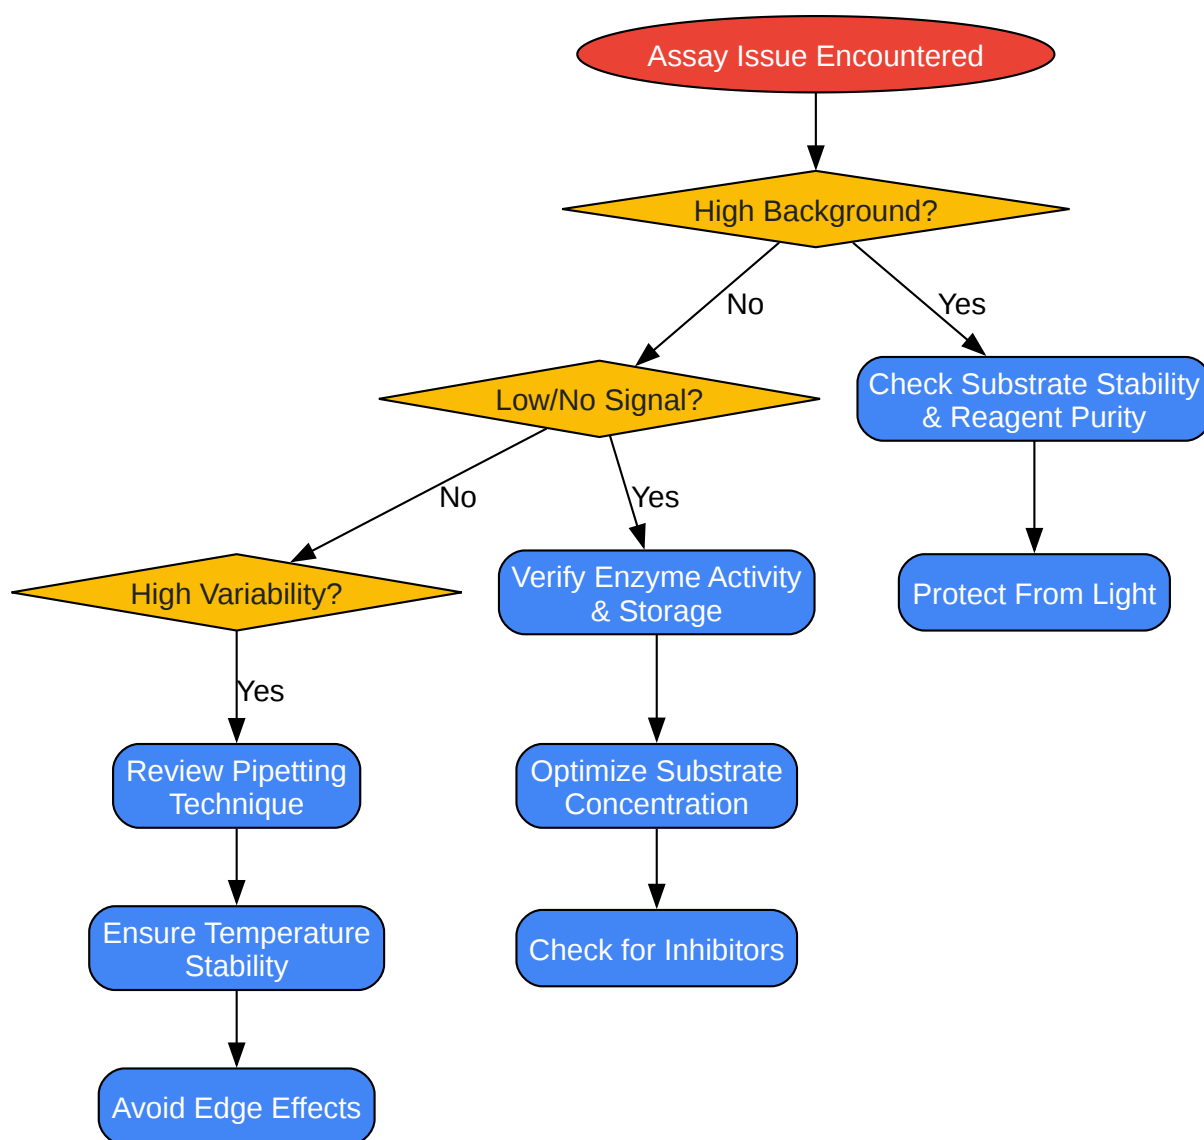 Assay Issue Encountered
High Background?
No
Yes
Low/No Signal?
Check Substrate Stability
& Reagent Purity
No
Yes
High Variability?
Verify Enzyme Activity
& Storage
Protect From Light
Yes
Review Pipetting
Technique
Optimize Substrate
Concentration
Ensure Temperature
Stability
Check for Inhibitors
Avoid Edge Effects